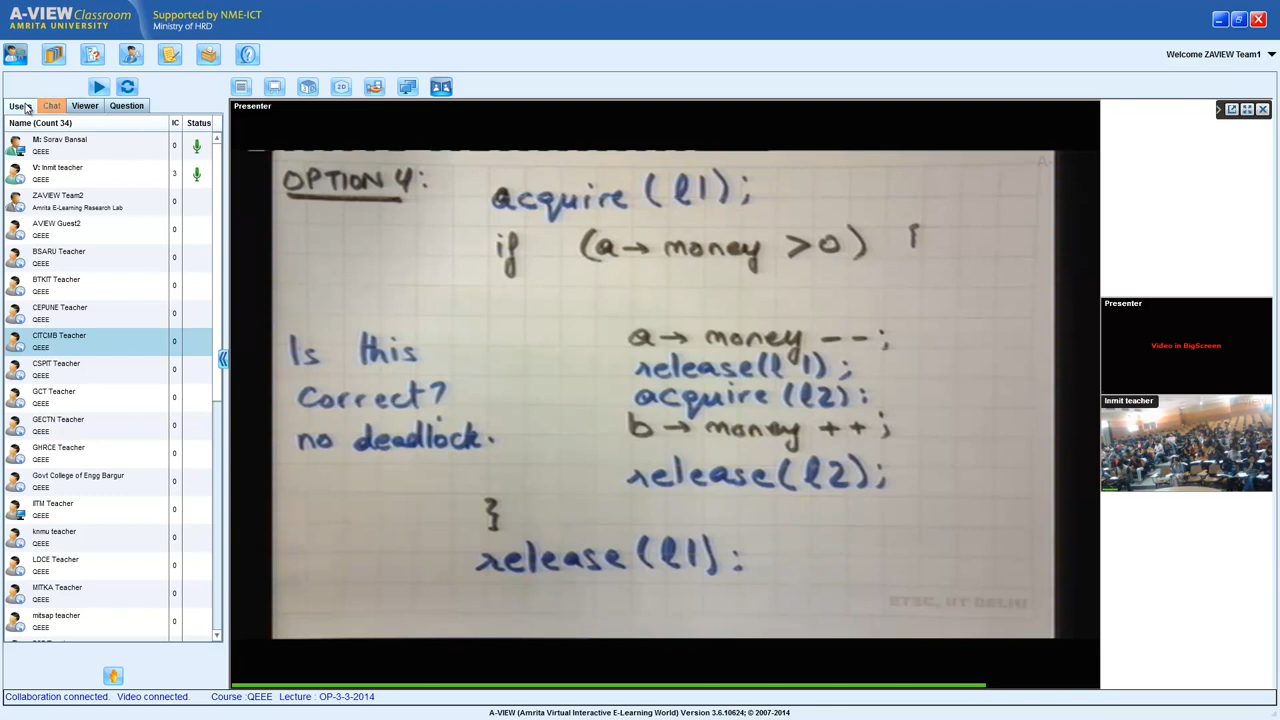 A-VIEW Classroom
AMRITA UNIVERSITY
Supported by NME-ICT
Ministry of HRD
Welcome ZAVIEW Team1
Chat Viewer Question
Name (Count 34) IC Status
M: Sorav Bansal
QEEE 0
V: Inmit teacher
QEEE 3
ZAVIEW Team2
Amrita E-Learning Research Lab 0
AVIEW Guest2
QEEE 0
BSARU Teacher
QEEE 0
BTKIT Teacher
QEEE 0
CEPUNE Teacher
QEEE 0
CITCMB Teacher
QEEE 0
CSPIT Teacher
QEEE 0
GCT Teacher
QEEE 0
GECTN Teacher
QEEE 0
GHRCE Teacher
QEEE 0
Govt College of Engg Bargur
QEEE 0
IITM Teacher
QEEE 0
knmu teacher
QEEE 0
LDCE Teacher
QEEE 0
MITKA Teacher
QEEE 0
mitsap teacher
QEEE 0
Presenter
OPTION 4: acquire (l1);
if (a→ money >0) {
a→ money --;
release(l1);
acquire (l2);
b→ money ++;
release(l2);
}
release (l1);
Is this
correct?
no deadlock.
ETSC, IIT DELHI
Presenter
Video in BigScreen
Inmit teacher
Collaboration connected. Video connected. Course :QEEE Lecture : OP-3-3-2014
A-VIEW (Amrita Virtual Interactive E-Learning World) Version 3.6.10624; © 2007-2014